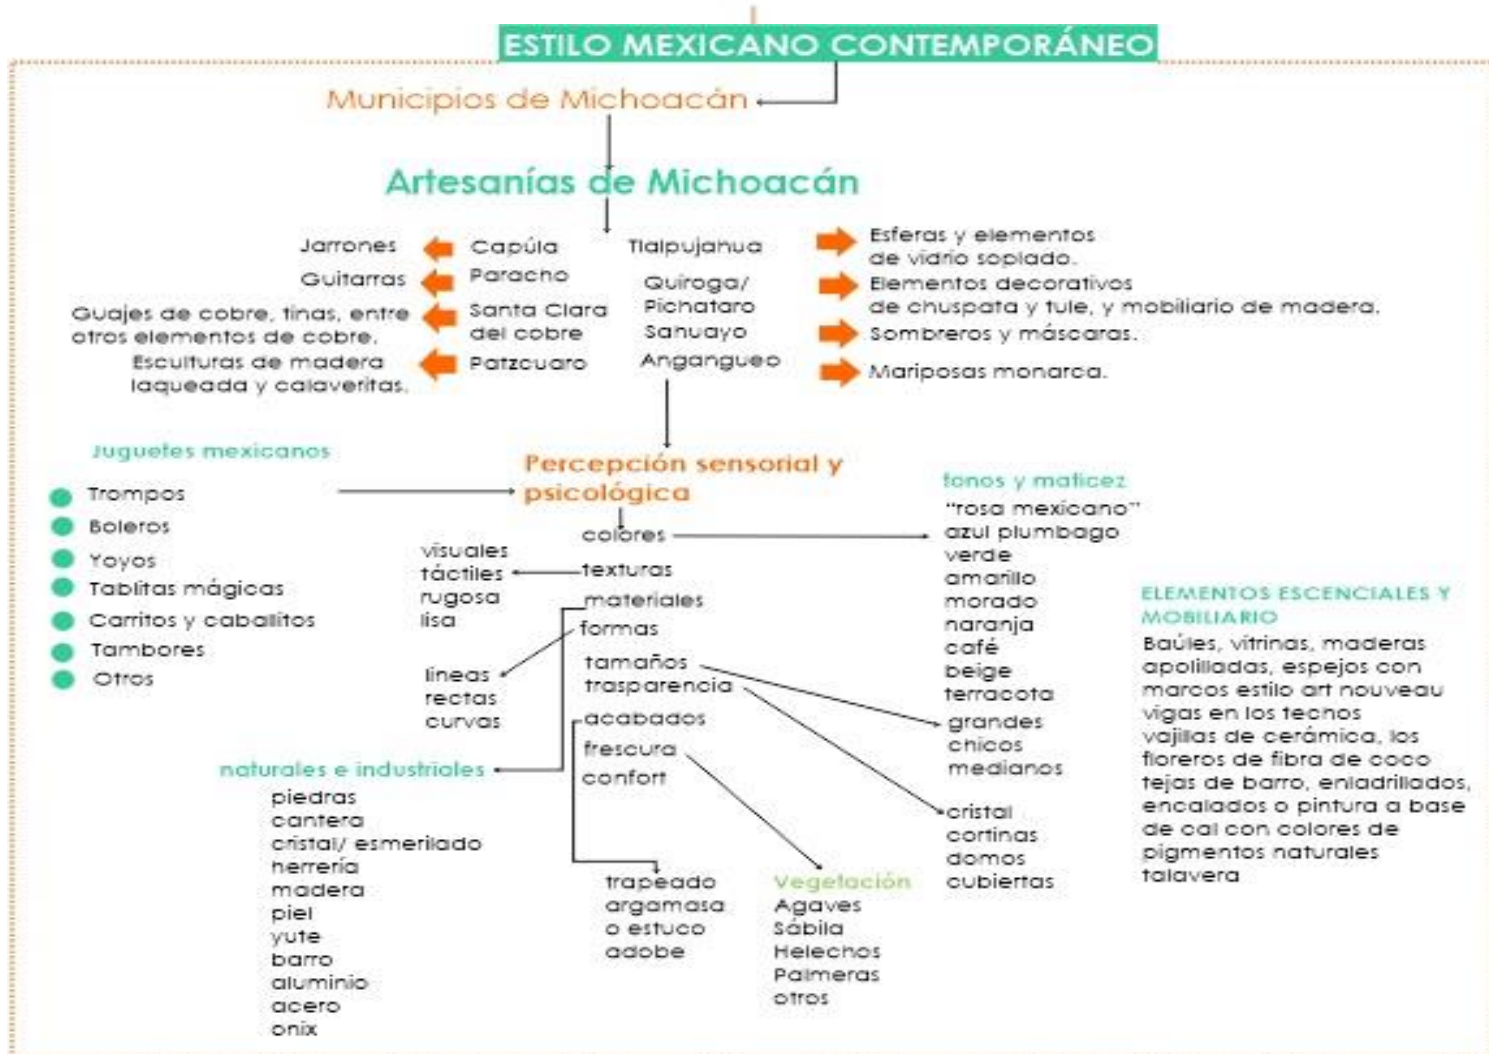 ESTILO MEXICANO CONTEMPORÁNEO
Municipios de Michoacán
Artesanías de Michoacán
Jarrones
Capúla
Guitarras
Paracho
Guajes de cobre, tinas, entre
otros elementos de cobre.
Santa Clara
del cobre
Esculturas de madera
laqueada y calaveritas.
Patzcuaro
Tlalpujahua
Esferas y elementos
de vidrio soplado.
Quiroga/
Pichataro
Elementos decorativos
de chuspata y tule, y mobiliario de madera.
Sahuayo
Sombreros y máscaras.
Angangueo
Mariposas monarca.
Juguetes mexicanos
Trompos
Boleros
Yoyos
Tablitas mágicas
Carritos y caballitos
Tambores
Otros
Percepción sensorial y
psicológica
colores
texturas
materiales
formas
tamaños
trasparencia
acabados
frescura
confort
visuales
táctiles
rugosa
lisa
lineas
rectas
curvas
naturales e industriales
piedras
cantera
cristal/ esmerilado
herrería
madera
piel
yute
barro
aluminio
acero
onix
trapeado
argamasa
o estuco
adobe
Vegetación
Agaves
Sábila
Helechos
Palmeras
otros
tonos y maticez
"rosa mexicano"
azul plumbago
verde
amarillo
morado
naranja
café
beige
terracota
grandes
chicos
medianos
cristal
cortinas
domos
cubiertas
ELEMENTOS ESCENCIALES Y
MOBILIARIO
Baúles, vitrinas, maderas
apolilladas, espejos con
marcos estilo art nouveau
vigas en los techos
vajillas de cerámica, los
floreros de fibra de coco
tejas de barro, enladrillados,
encalados o pintura a base
de cal con colores de
pigmentos naturales
talavera